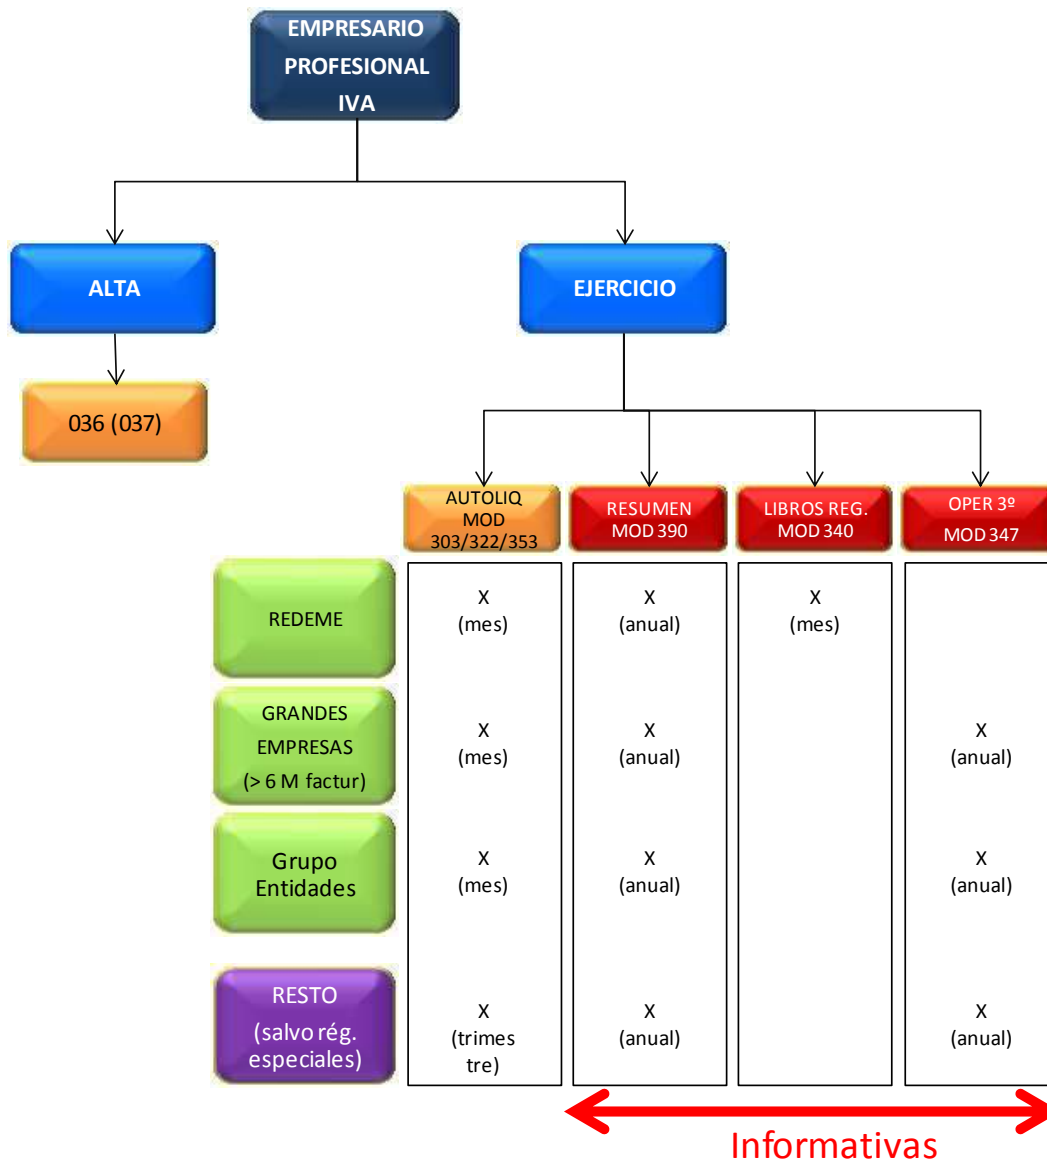 EMPRESARIO
PROFESIONAL
IVA
ALTA
EJERCICIO
036 (037)
AUTOLIQ
MOD
303/322/353
RESUMEN
MOD 390
LIBROS REG.
MOD 340
OPER 3º
MOD 347
REDEME
X
(mes)
X
(anual)
X
(mes)
GRANDES
EMPRESAS
(> 6 M factur)
X
(mes)
X
(anual)
X
(anual)
Grupo
Entidades
X
(mes)
X
(anual)
X
(anual)
RESTO
(salvo rég.
especiales)
X
(trimes
tre)
X
(anual)
X
(anual)
Informativas